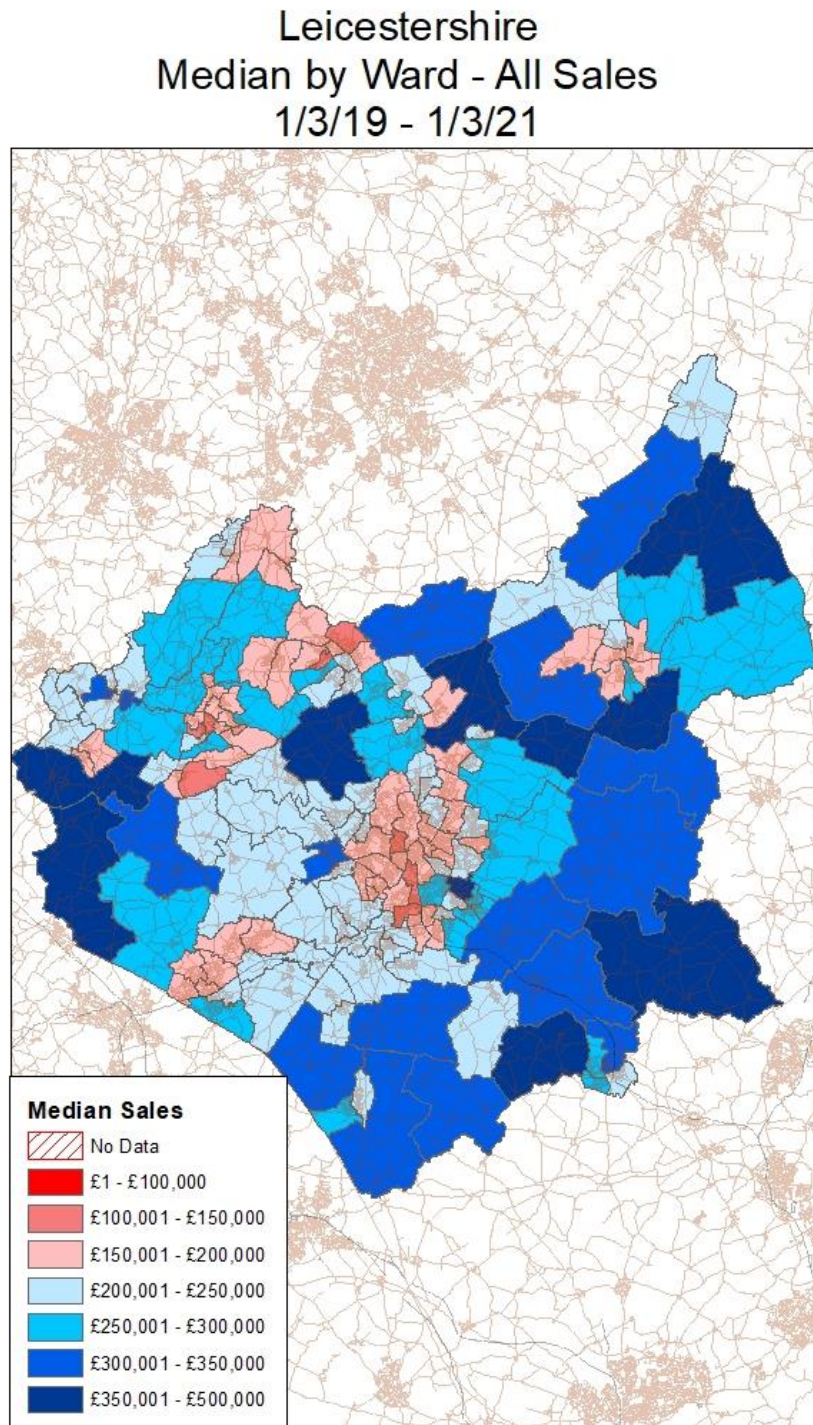 Leicestershire
Median by Ward - All Sales
1/3/19 - 1/3/21
Median Sales
No Data
£1 - £100,000
£100,001 - £150,000
£150,001 - £200,000
£200,001 - £250,000
£250,001 - £300,000
£300,001 - £350,000
£350,001 - £500,000